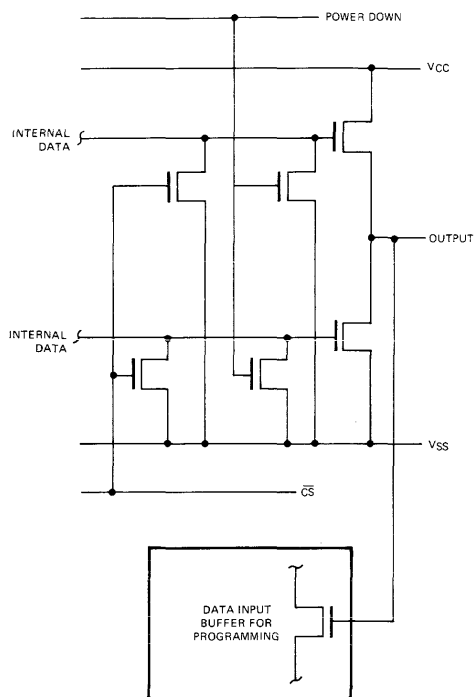 POWER DOWN
VCC
INTERNAL
DATA
OUTPUT
INTERNAL
DATA
VSS
CS
DATA INPUT
BUFFER FOR
PROGRAMMING